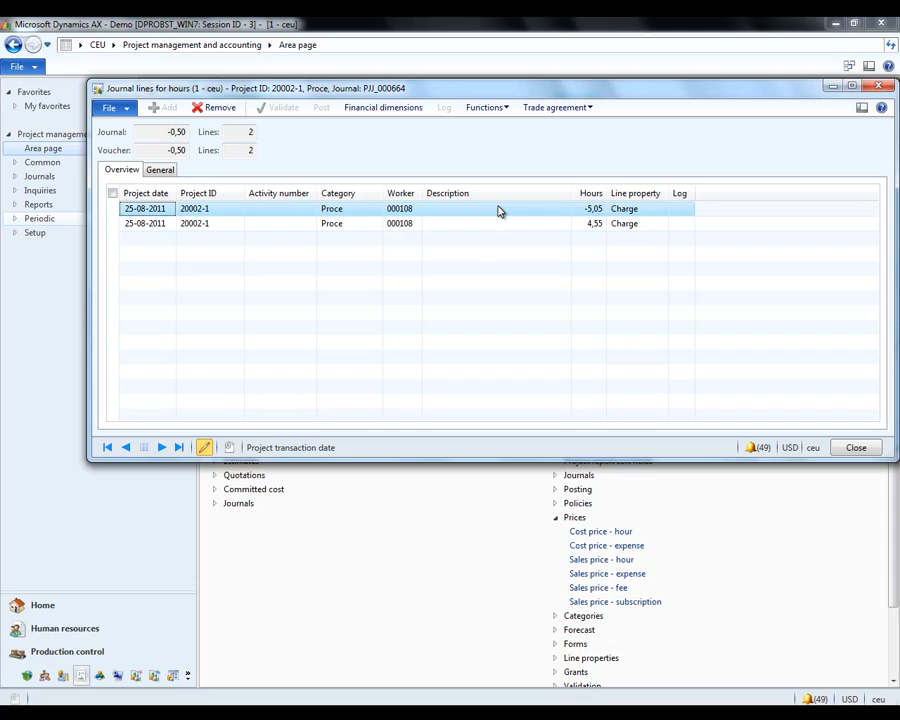 Microsoft Dynamics AX - Demo [DPROBST_WIN7: Session ID - 3] - [1 - ceu]
CEU Project management and accounting Area page
File
Favorites
My favorites
Project manageme
Area page
Common
Journals
Inquiries
Reports
Periodic
Setup
Journal lines for hours (1 - ceu) - Project ID: 20002-1, Proce, Journal: PJJ_000664
File Add Remove Validate Post Financial dimensions Log Functions Trade agreement
Journal: -0,50 Lines: 2
Voucher: -0,50 Lines: 2
Overview General
Project date Project ID Activity number Category Worker Description Hours Line property Log
25-08-2011 20002-1 Proce 000108 -5,05 Charge
25-08-2011 20002-1 Proce 000108 4,55 Charge
Project transaction date (49) USD ceu Close
Quotations
Committed cost
Journals
Journals
Posting
Policies
Prices
Cost price - hour
Cost price - expense
Sales price - hour
Sales price - expense
Sales price - fee
Sales price - subscription
Categories
Forecast
Forms
Line properties
Grants
Validation
Home
Human resources
Production control
(49) USD ceu